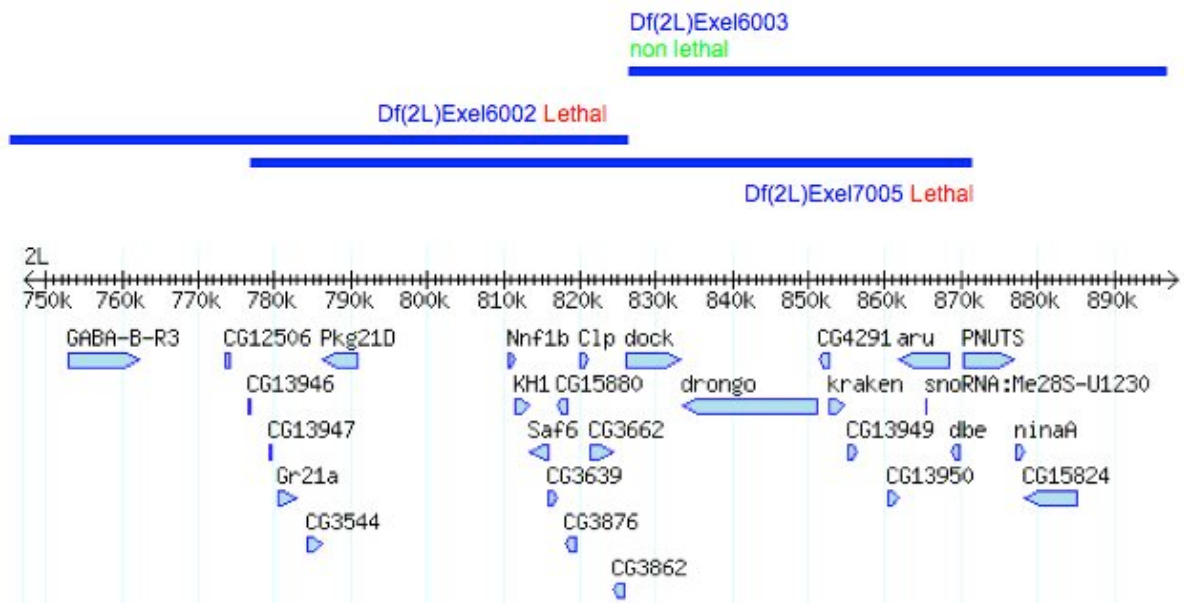 Df(2L)Exel6003
non lethal
Df(2L)Exel6002 Lethal
Df(2L)Exel7005 Lethal
2L
750k 760k 770k 780k 790k 800k 810k 820k 830k 840k 850k 860k 870k 880k 890k
GABA-B-R3 CG12506 Pkg21D Nnf1b Clp dock CG4291 aru PNUTS
CG13946 KH1 CG15880 drongo kraken snoRNA:Me28S-U1230
CG13947 Saf6 CG3662 CG13949 dbe ninaA
Gr21a CG3639 CG13950 CG15824
CG3544 CG3876
CG3862